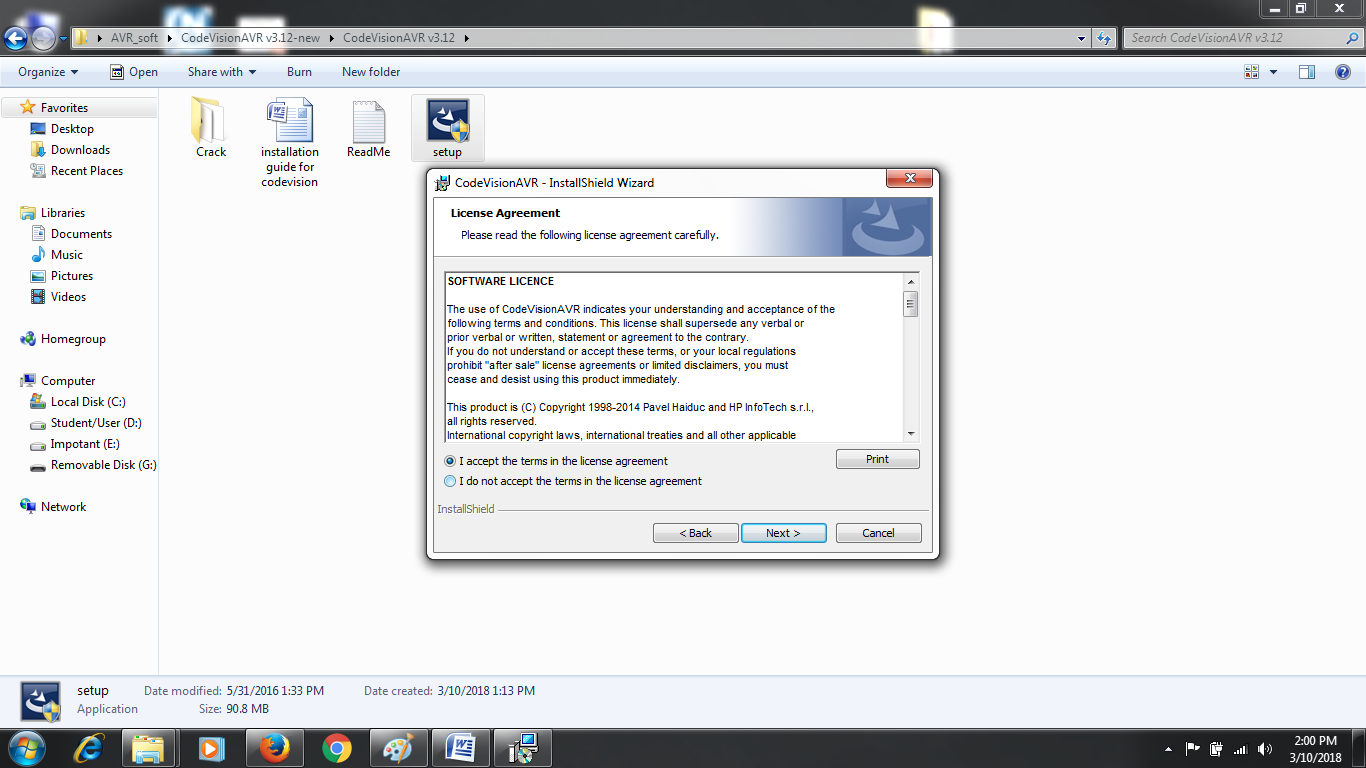 AVR_soft CodeVisionAVR v3.12-new CodeVisionAVR v3.12 Search CodeVisionAVR v3.12
Organize Open Share with Burn New folder
Favorites
Desktop
Downloads
Recent Places
Libraries
Documents
Music
Pictures
Videos
Homegroup
Computer
Local Disk (C:)
Student/User (D:)
Impotant (E:)
Removable Disk (G:)
Network
Crack
installation
guide for
codevision
ReadMe
setup
CodeVisionAVR - InstallShield Wizard
License Agreement
Please read the following license agreement carefully.
SOFTWARE LICENCE
The use of CodeVisionAVR indicates your understanding and acceptance of the
following terms and conditions. This license shall supersede any verbal or
prior verbal or written, statement or agreement to the contrary.
If you do not understand or accept these terms, or your local regulations
prohibit "after sale" license agreements or limited disclaimers, you must
cease and desist using this product immediately.
This product is (C) Copyright 1998-2014 Pavel Haiduc and HP InfoTech s.r.l.,
all rights reserved.
International copyright laws, international treaties and all other applicable
I accept the terms in the license agreement
Print
I do not accept the terms in the license agreement
InstallShield
< Back Next > Cancel
setup Date modified: 5/31/2016 1:33 PM Date created: 3/10/2018 1:13 PM
Application Size: 90.8 MB
2:00 PM
3/10/2018